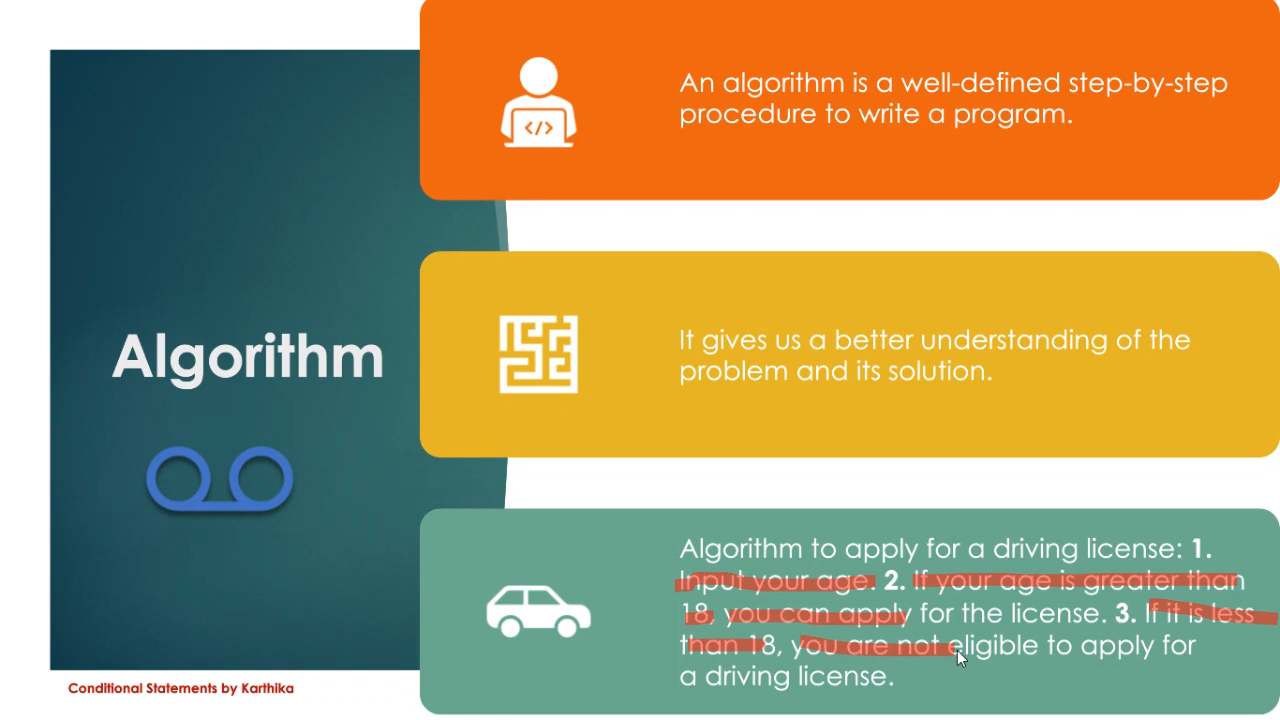 An algorithm is a well-defined step-by-step
procedure to write a program.
Algorithm
It gives us a better understanding of the
problem and its solution.
Algorithm to apply for a driving license: 1.
Input your age. 2. If your age is greater than
18, you can apply for the license. 3. If it is less
than 18, you are not eligible to apply for
a driving license.
Conditional Statements by Karthika